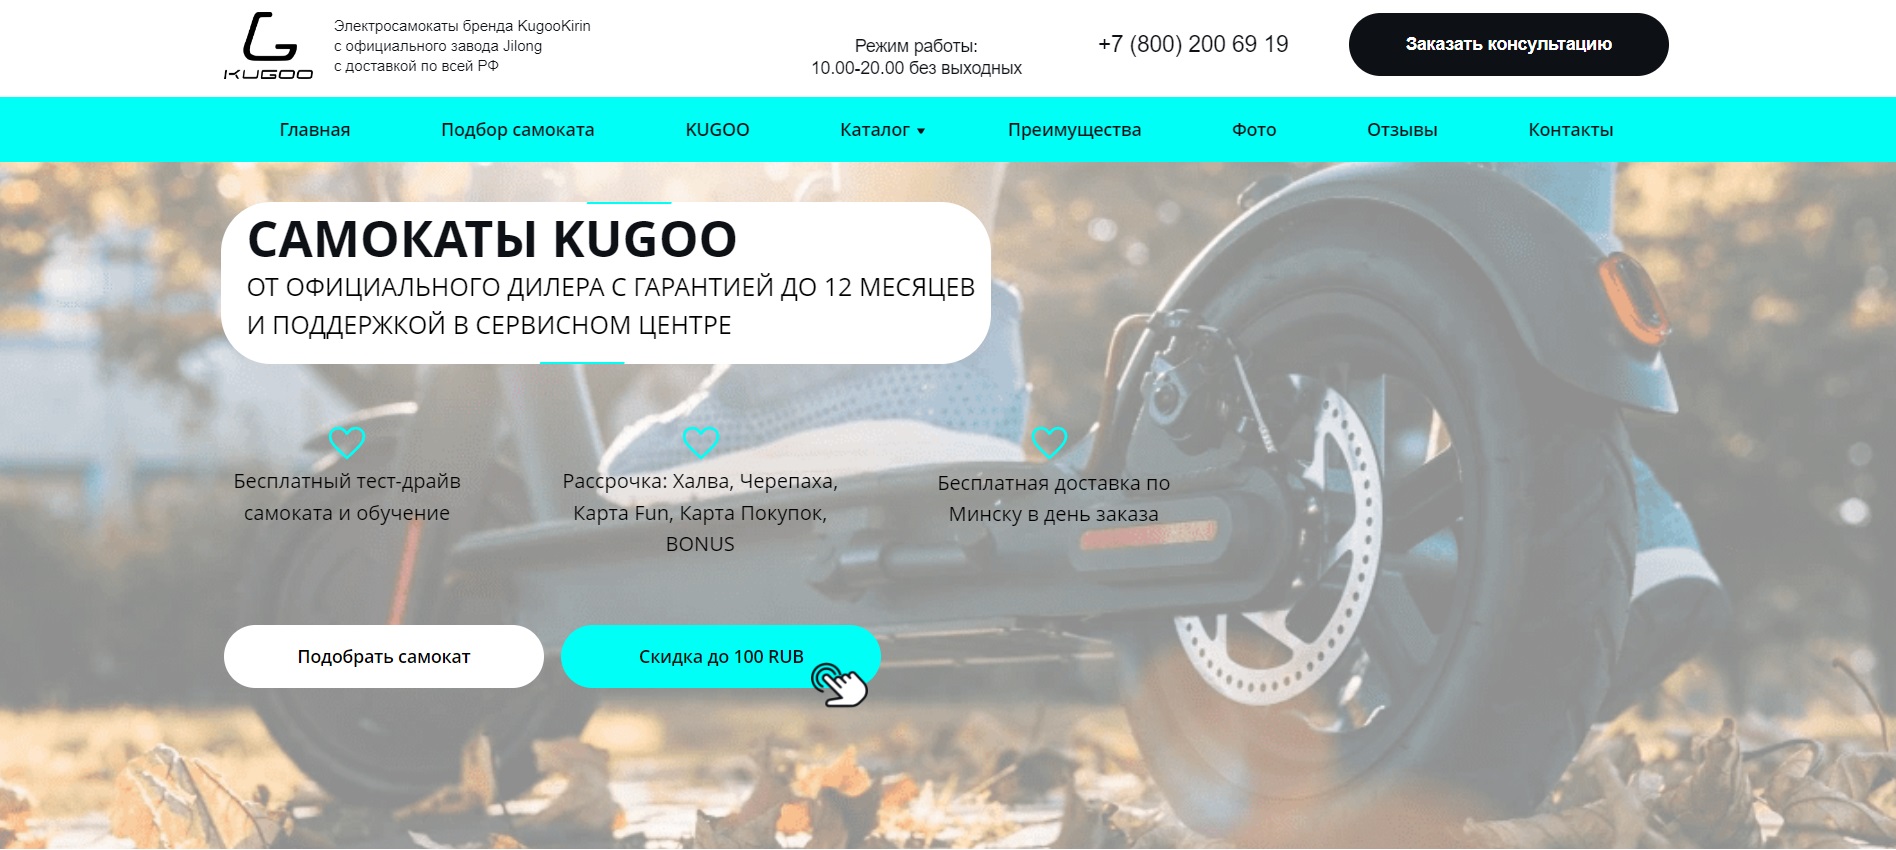 KUGOO
Электросамокаты бренда KugooKirin
с официального завода Jilong
с доставкой по всей РФ
Режим работы:
10.00-20.00 без выходных
+7 (800) 200 69 19
Заказать консультацию
Главная
Подбор самоката
KUGOO
Каталог
Преимущества
Фото
Отзывы
Контакты
САМОКАТЫ KUGOO
ОТ ОФИЦИАЛЬНОГО ДИЛЕРА С ГАРАНТИЕЙ ДО 12 МЕСЯЦЕВ
И ПОДДЕРЖКОЙ В СЕРВИСНОМ ЦЕНТРЕ
Бесплатный тест-драйв
самоката и обучение
Рассрочка: Халва, Черепаха,
Карта Fun, Карта Покупок,
BONUS
Бесплатная доставка по
Минску в день заказа
Подобрать самокат
Скидка до 100 RUB